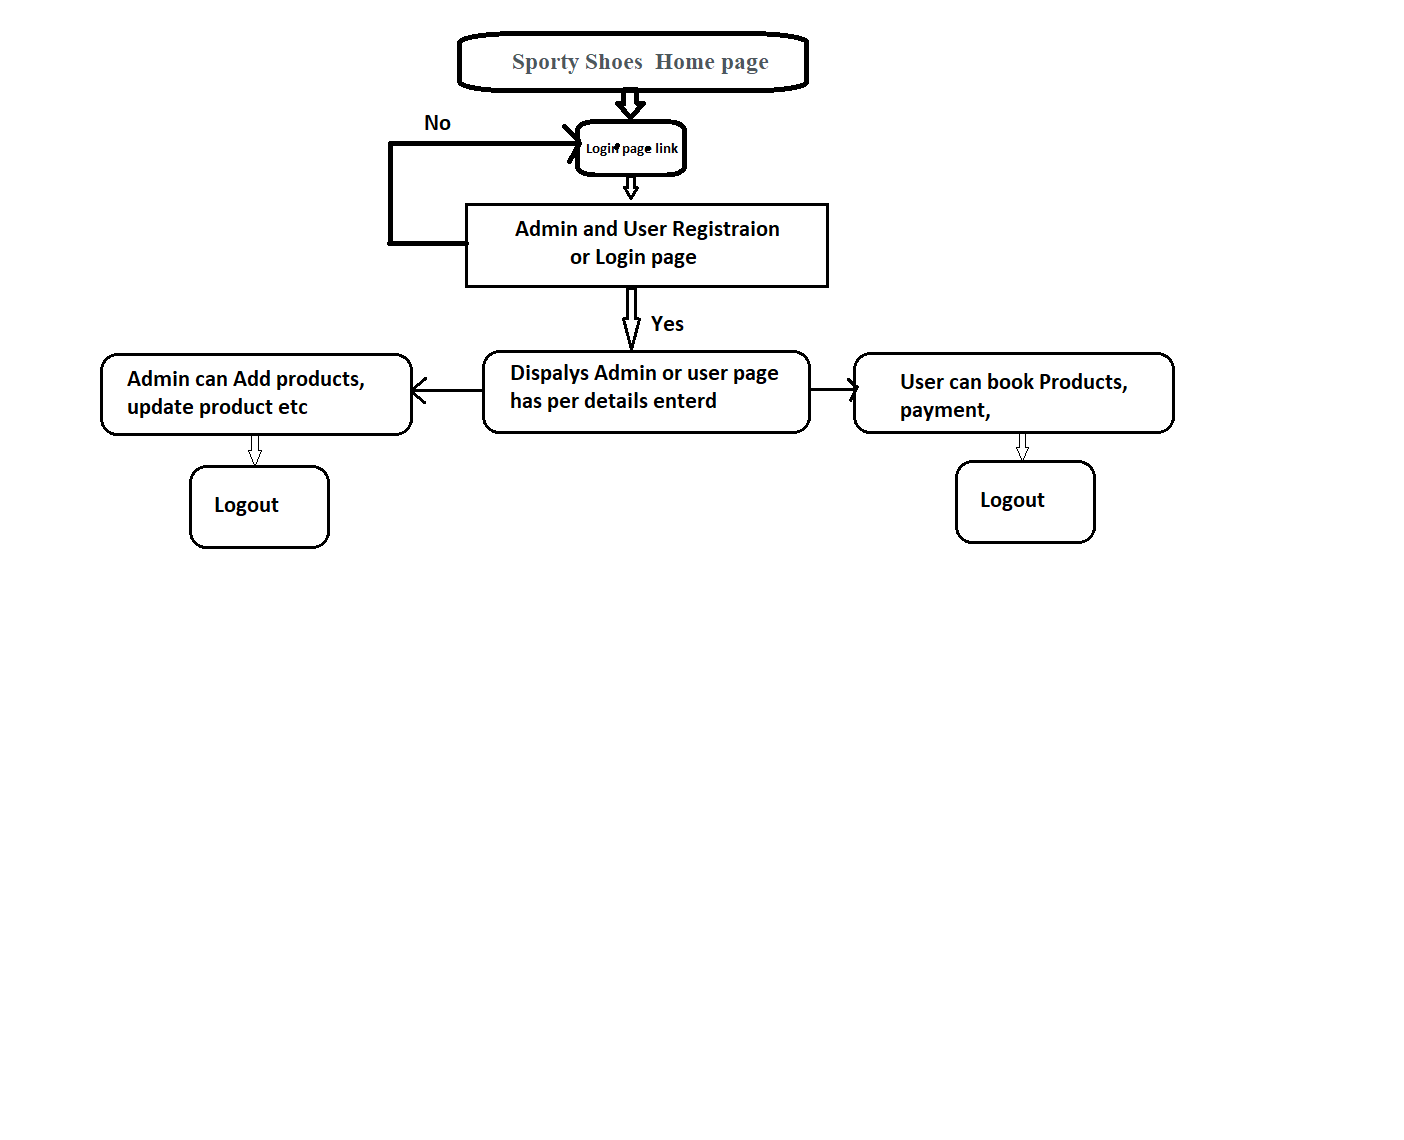 Sporty Shoes  Home page
No
Login page link
Admin and User Registraion
or Login page
Yes
Admin can Add products,
update product etc
Dispalys Admin or user page
has per details enterd
User can book Products,
payment,
Logout
Logout